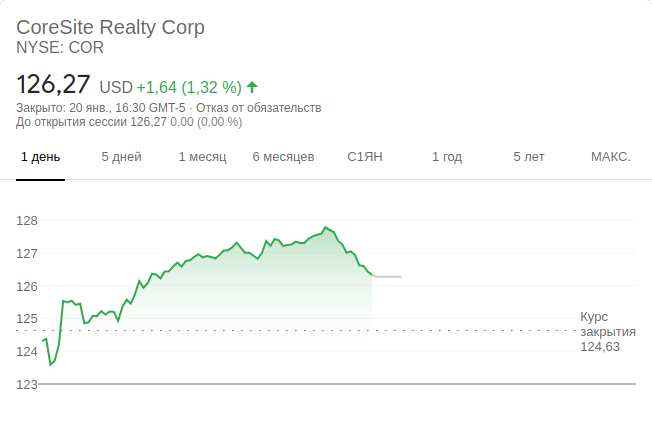 CoreSite Realty Corp
NYSE: COR
126,27 USD +1,64 (1,32 %)
Закрыто: 20 янв., 16:30 GMT-5 · Отказ от обязательств
До открытия сессии 126,27 0,00 (0,00 %)
1 день 5 дней 1 месяц 6 месяцев С1ЯН 1 год 5 лет МАКС.
128
127
126
125
Курс
закрытия
124,63
124
123